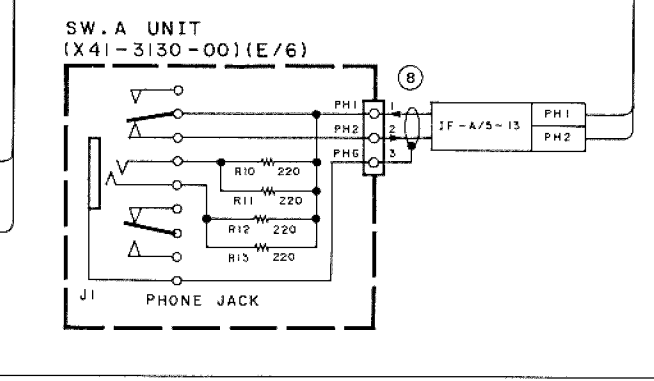 SW.A UNIT
(X41-3130-00)(E/6)
8
PH1 1
PH2 2
PHG 3
IF-A/5-13
PH1
PH2
R10 220
R11 220
R12 220
R13 220
J1
PHONE JACK